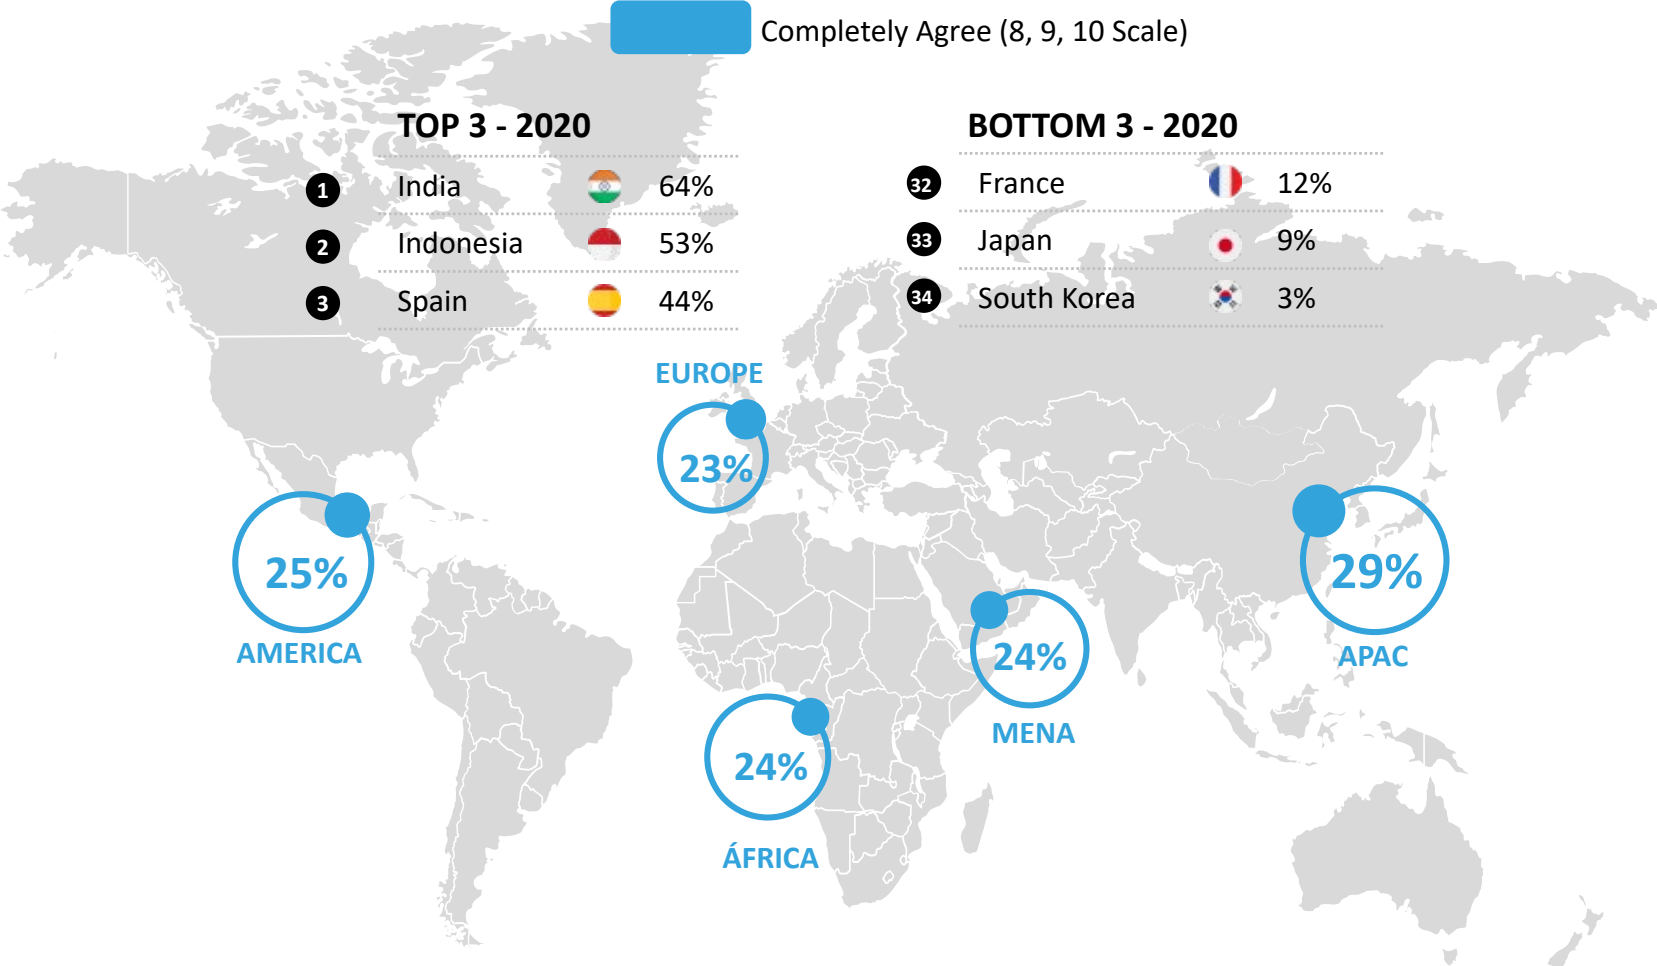 Completely Agree (8, 9, 10 Scale)
TOP 3 - 2020
1 India 64%
2 Indonesia 53%
3 Spain 44%
BOTTOM 3 - 2020
32 France 12%
33 Japan 9%
34 South Korea 3%
EUROPE
23%
25%
AMERICA
29%
APAC
24%
MENA
24%
ÁFRICA